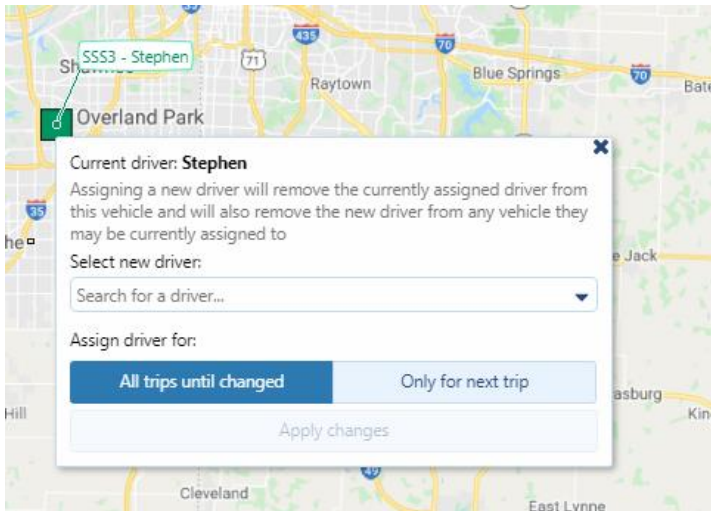 435
70
SSS3 - Stephen
71
Blue Springs
70
Raytown
Overland Park
Current driver: Stephen
Assigning a new driver will remove the currently assigned driver from
this vehicle and will also remove the new driver from any vehicle they
may be currently assigned to
35
Select new driver:
e Jack
Search for a driver...
Assign driver for:
All trips until changed
Only for next trip
asburg
Hill
Kin
Apply changes
49
Cleveland
East Lynne